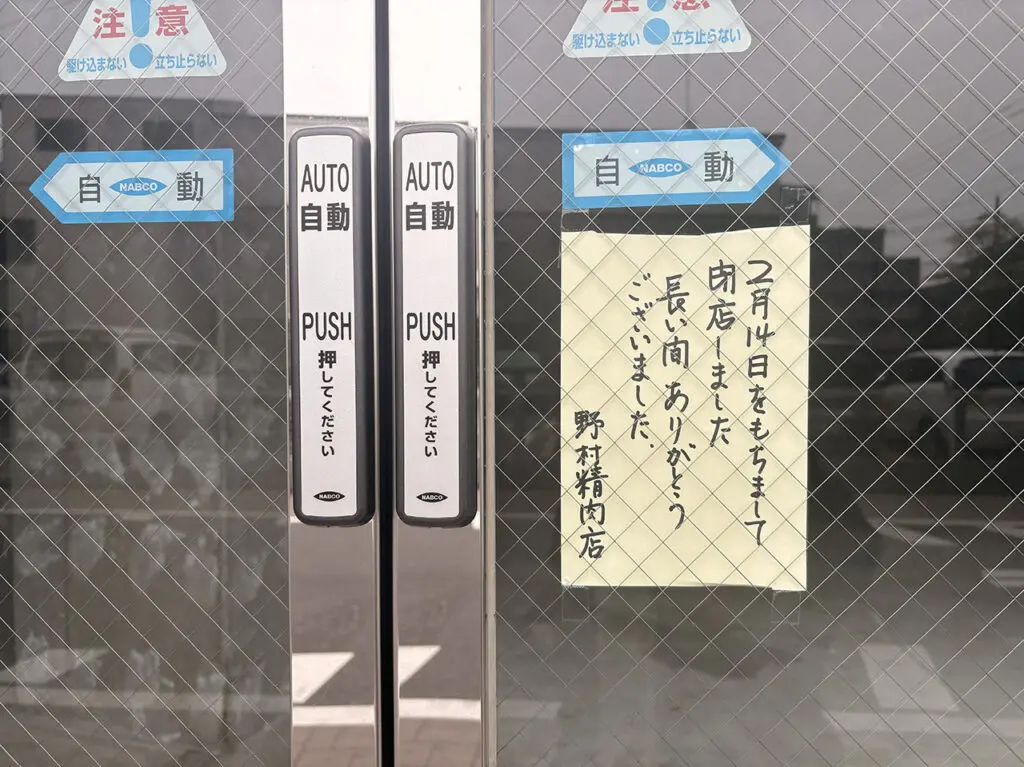 注意
駆け込まない 立ち止らない
自 NABCO 動
AUTO
自動
PUSH
押してください
NABCO
AUTO
自動
PUSH
押してください
NABCO
注意
駆け込まない 立ち止らない
自 NABCO 動
2月14日をもちまして
閉店しました
長い間ありがとう
ございました.
野村精肉店